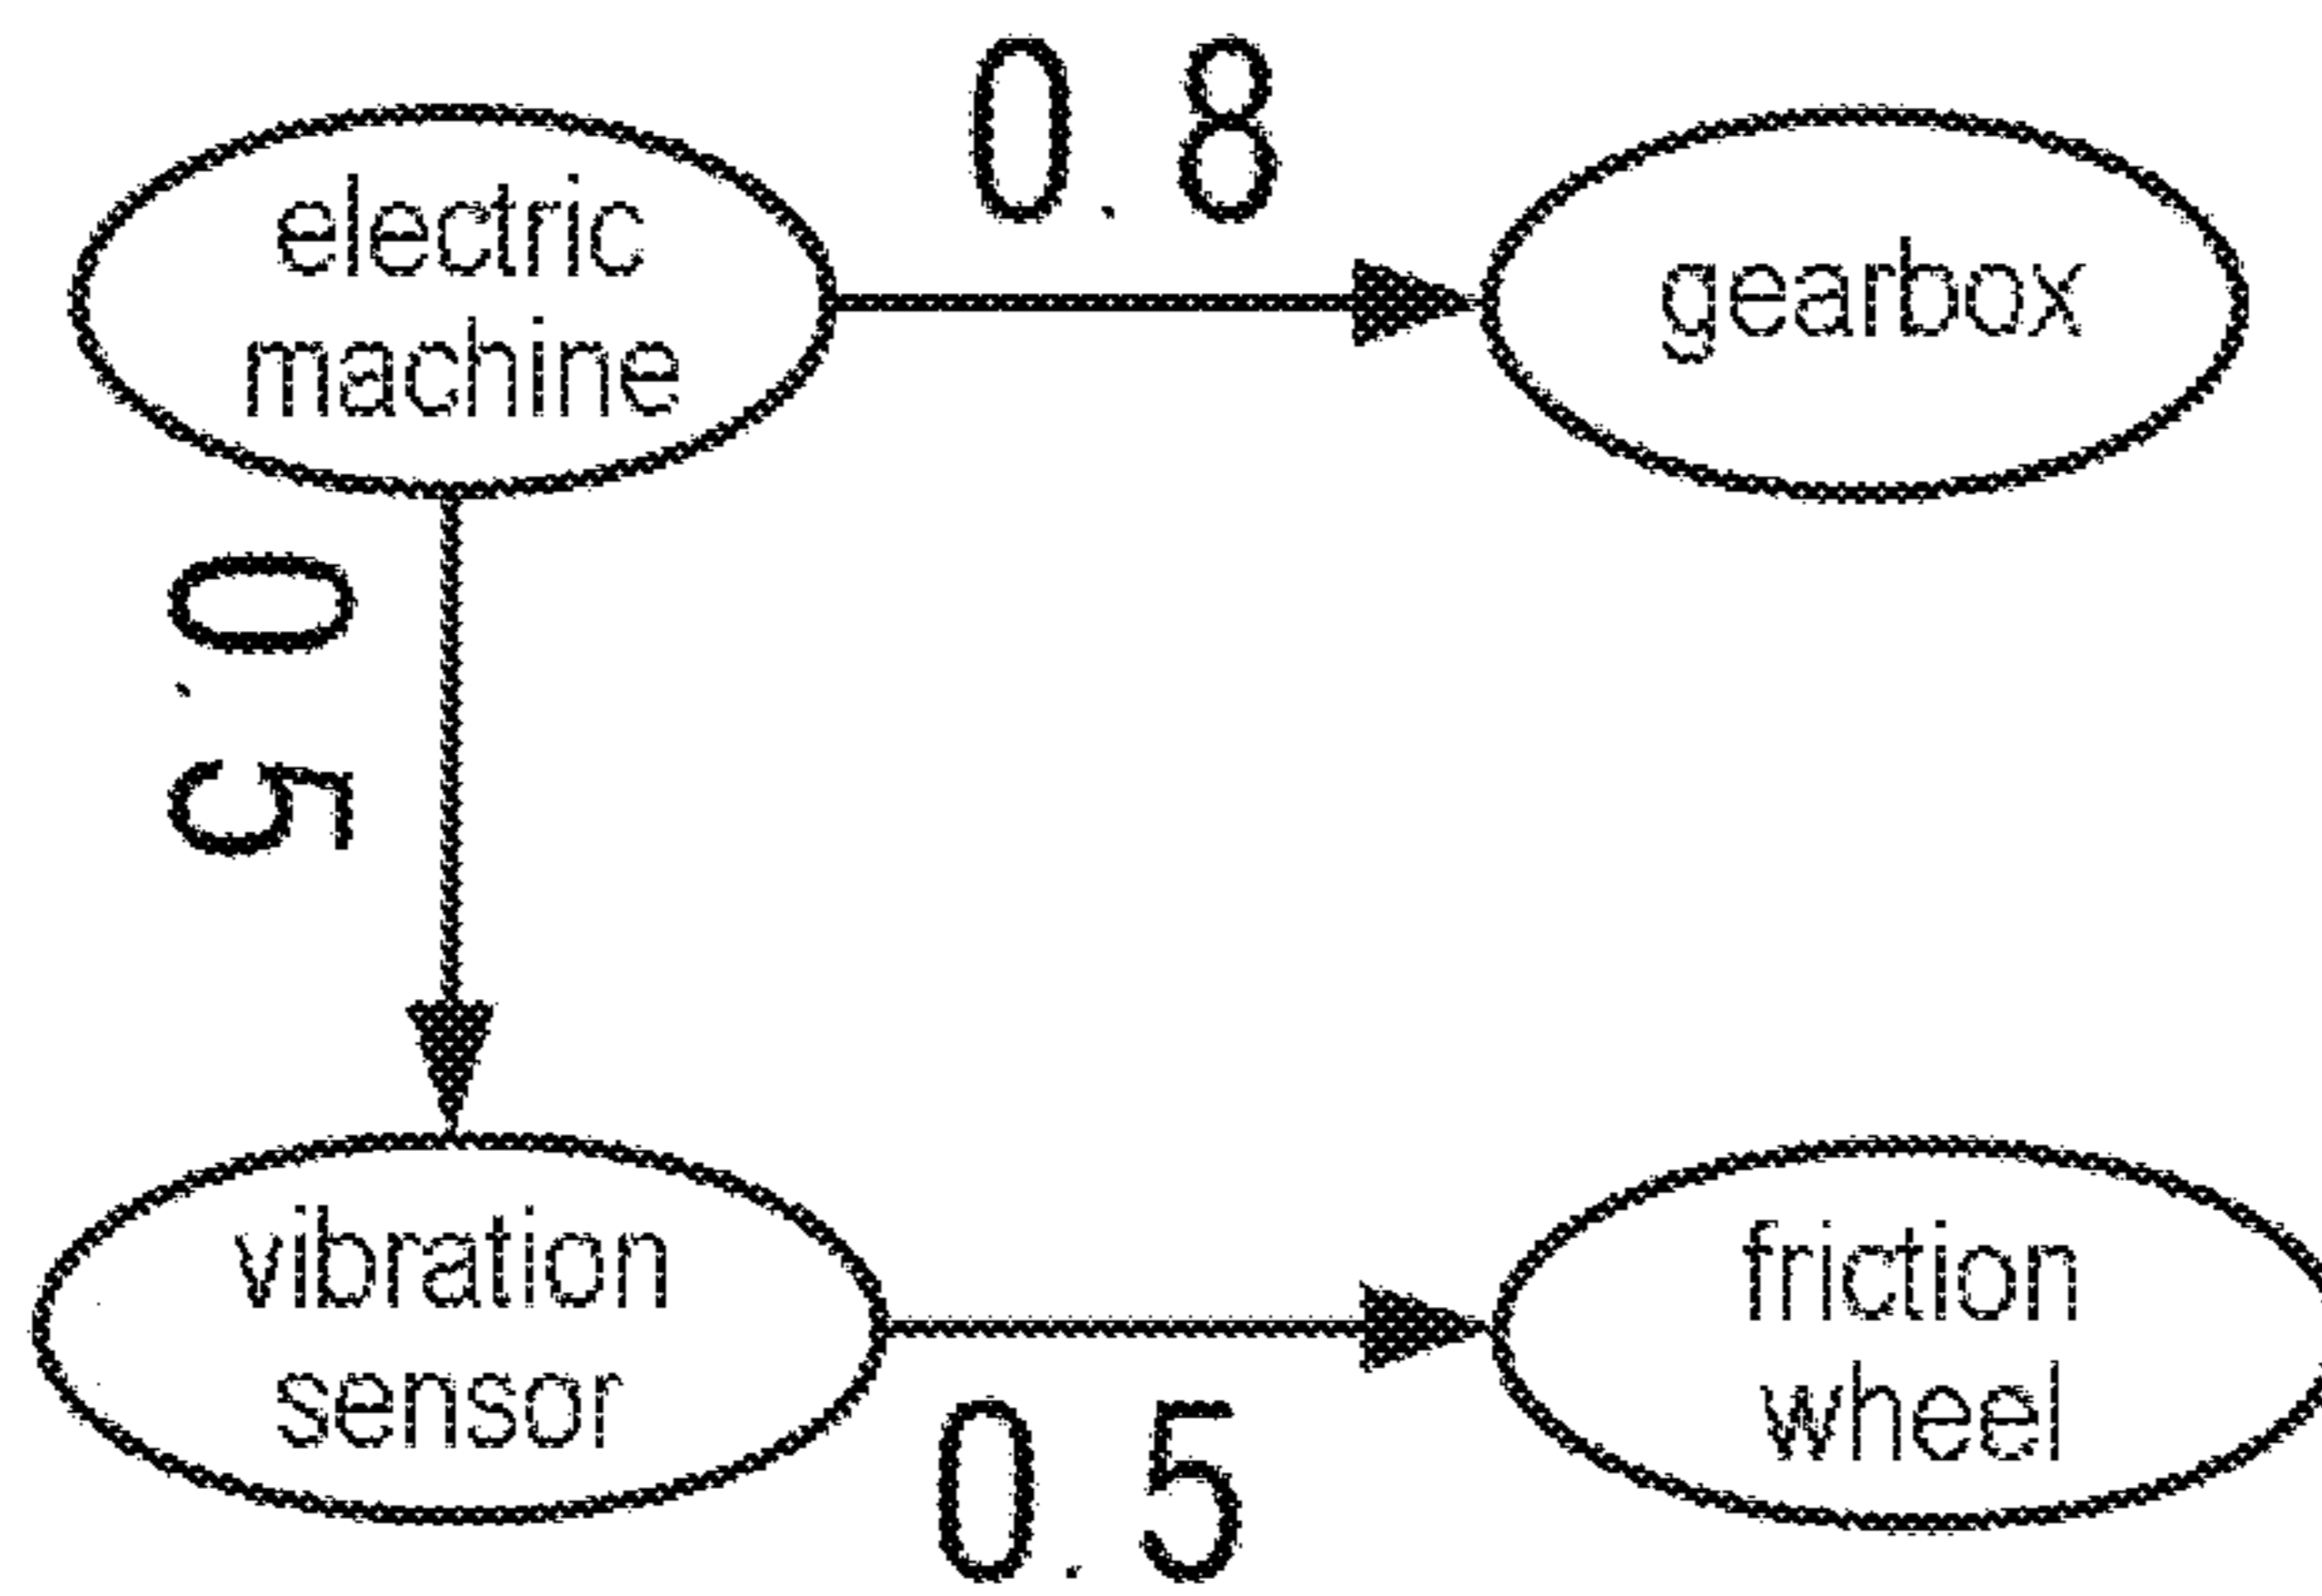 0.8
electric
machine
gearbox
0.5
vibration
sensor
friction
wheel
0.5